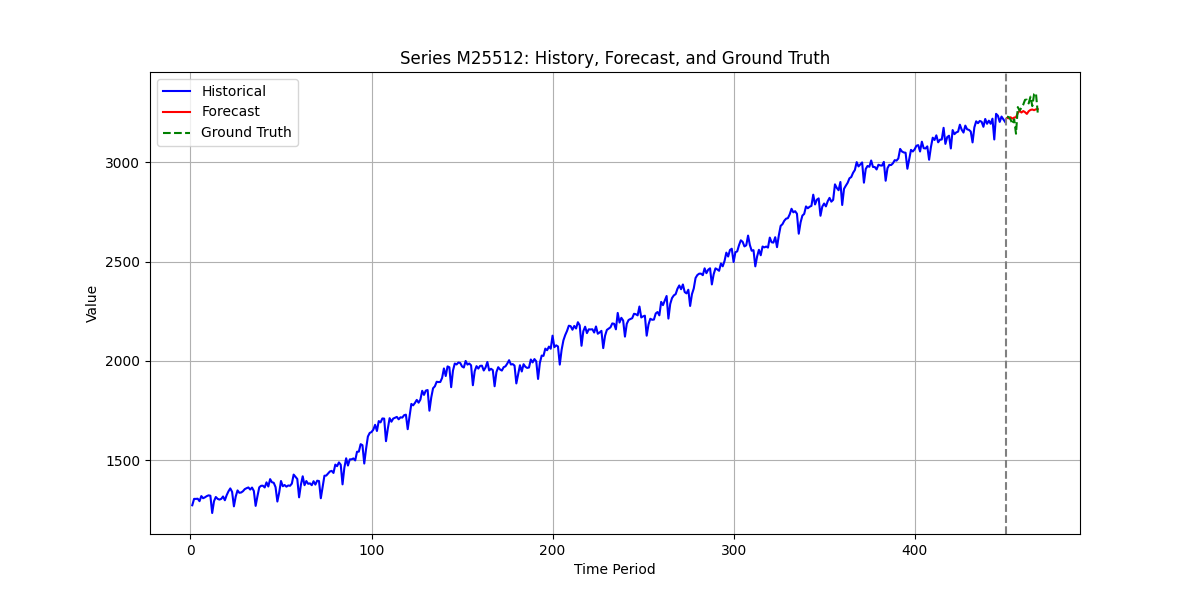 Series M25512: History, Forecast, and Ground Truth
Historical
Forecast
Ground Truth
3000
2500
2000
1500
Value
0 100 200 300 400
Time Period